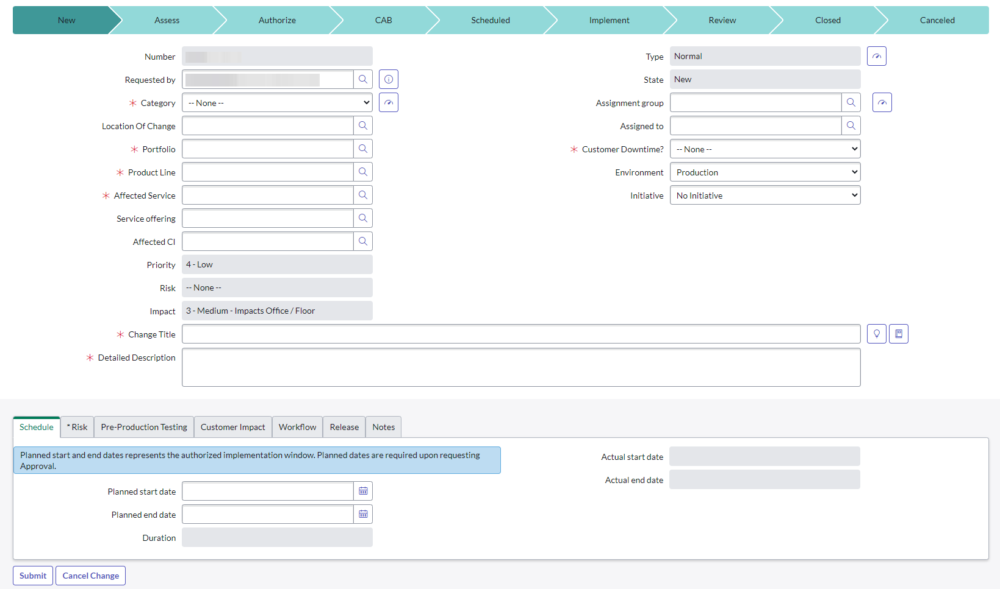 New Assess Authorize CAB Scheduled Implement Review Closed Canceled
Number
Type Normal
Requested by
State New
* Category -- None --
Assignment group
Location Of Change
Assigned to
* Portfolio
* Customer Downtime? -- None --
* Product Line
Environment Production
* Affected Service
Initiative No Initiative
Service offering
Affected CI
Priority 4 - Low
Risk -- None --
Impact 3 - Medium - Impacts Office / Floor
* Change Title
* Detailed Description
Schedule * Risk Pre-Production Testing Customer Impact Workflow Release Notes
Planned start and end dates represents the authorized implementation window. Planned dates are required upon requesting
Approval.
Actual start date
Actual end date
Planned start date
Planned end date
Duration
Submit Cancel Change